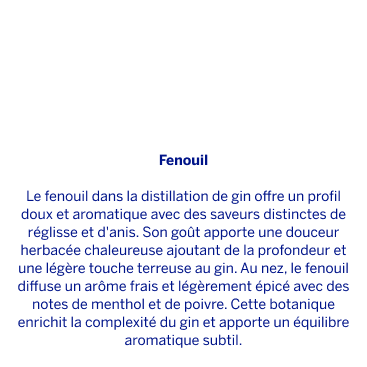 Fenouil
Le fenouil dans la distillation de gin offre un profil
doux et aromatique avec des saveurs distinctes de
réglisse et d'anis. Son goût apporte une douceur
herbacée chaleureuse ajoutant de la profondeur et
une légère touche terreuse au gin. Au nez, le fenouil
diffuse un arôme frais et légèrement épicé avec des
notes de menthol et de poivre. Cette botanique
enrichit la complexité du gin et apporte un équilibre
aromatique subtil.